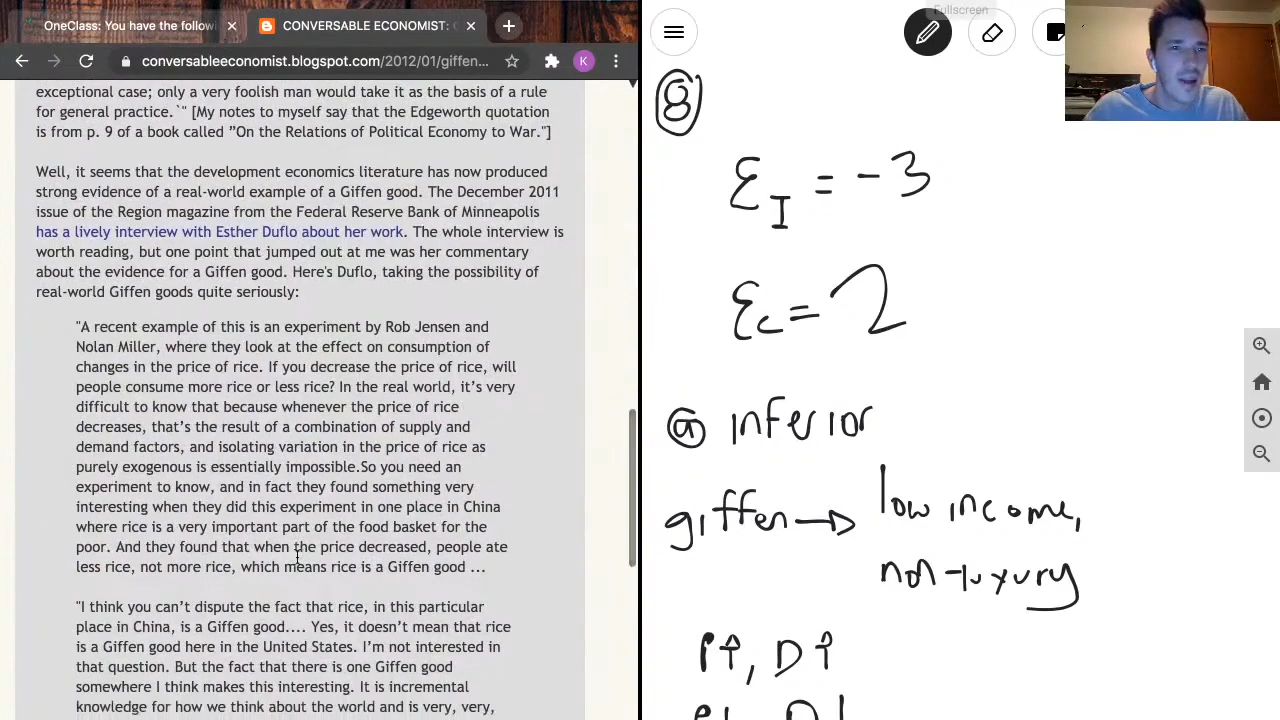 OneClass: You have the follow
CONVERSABLE ECONOMIST:
conversableeconomist.blogspot.com/2012/01/giffen...
K
exceptional case; only a very foolish man would take it as the basis of a rule
for general practice.`" [My notes to myself say that the Edgeworth quotation
is from p. 9 of a book called ”On the Relations of Political Economy to War."]
Well, it seems that the development economics literature has now produced
strong evidence of a real-world example of a Giffen good. The December 2011
issue of the Region magazine from the Federal Reserve Bank of Minneapolis
has a lively interview with Esther Duflo about her work. The whole interview is
worth reading, but one point that jumped out at me was her commentary
about the evidence for a Giffen good. Here's Duflo, taking the possibility of
real-world Giffen goods quite seriously:
"A recent example of this is an experiment by Rob Jensen and
Nolan Miller, where they look at the effect on consumption of
changes in the price of rice. If you decrease the price of rice, will
people consume more rice or less rice? In the real world, it’s very
difficult to know that because whenever the price of rice
decreases, that’s the result of a combination of supply and
demand factors, and isolating variation in the price of rice as
purely exogenous is essentially impossible.So you need an
experiment to know, and in fact they found something very
interesting when they did this experiment in one place in China
where rice is a very important part of the food basket for the
poor. And they found that when the price decreased, people ate
less rice, not more rice, which means rice is a Giffen good ...
"I think you can’t dispute the fact that rice, in this particular
place in China, is a Giffen good.... Yes, it doesn’t mean that rice
is a Giffen good here in the United States. I’m not interested in
that question. But the fact that there is one Giffen good
somewhere I think makes this interesting. It is incremental
knowledge for how we think about the world and is very, very,
Fullscreen
8
ƐI = -3
Ɛc = 2
a inferior
giffen → low income,
non-luxury
P↑, D↑
P↓, D↓